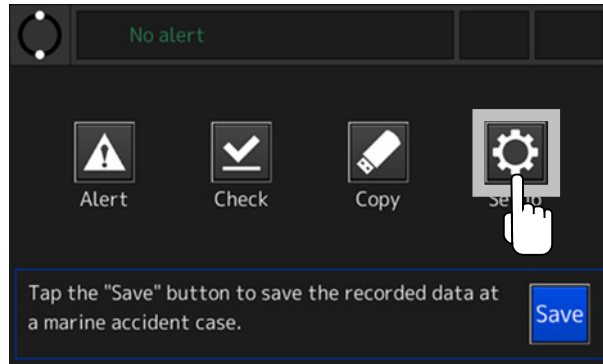 No alert
Alert Check Copy
Tap the "Save" button to save the recorded data at
a marine accident case.
Save